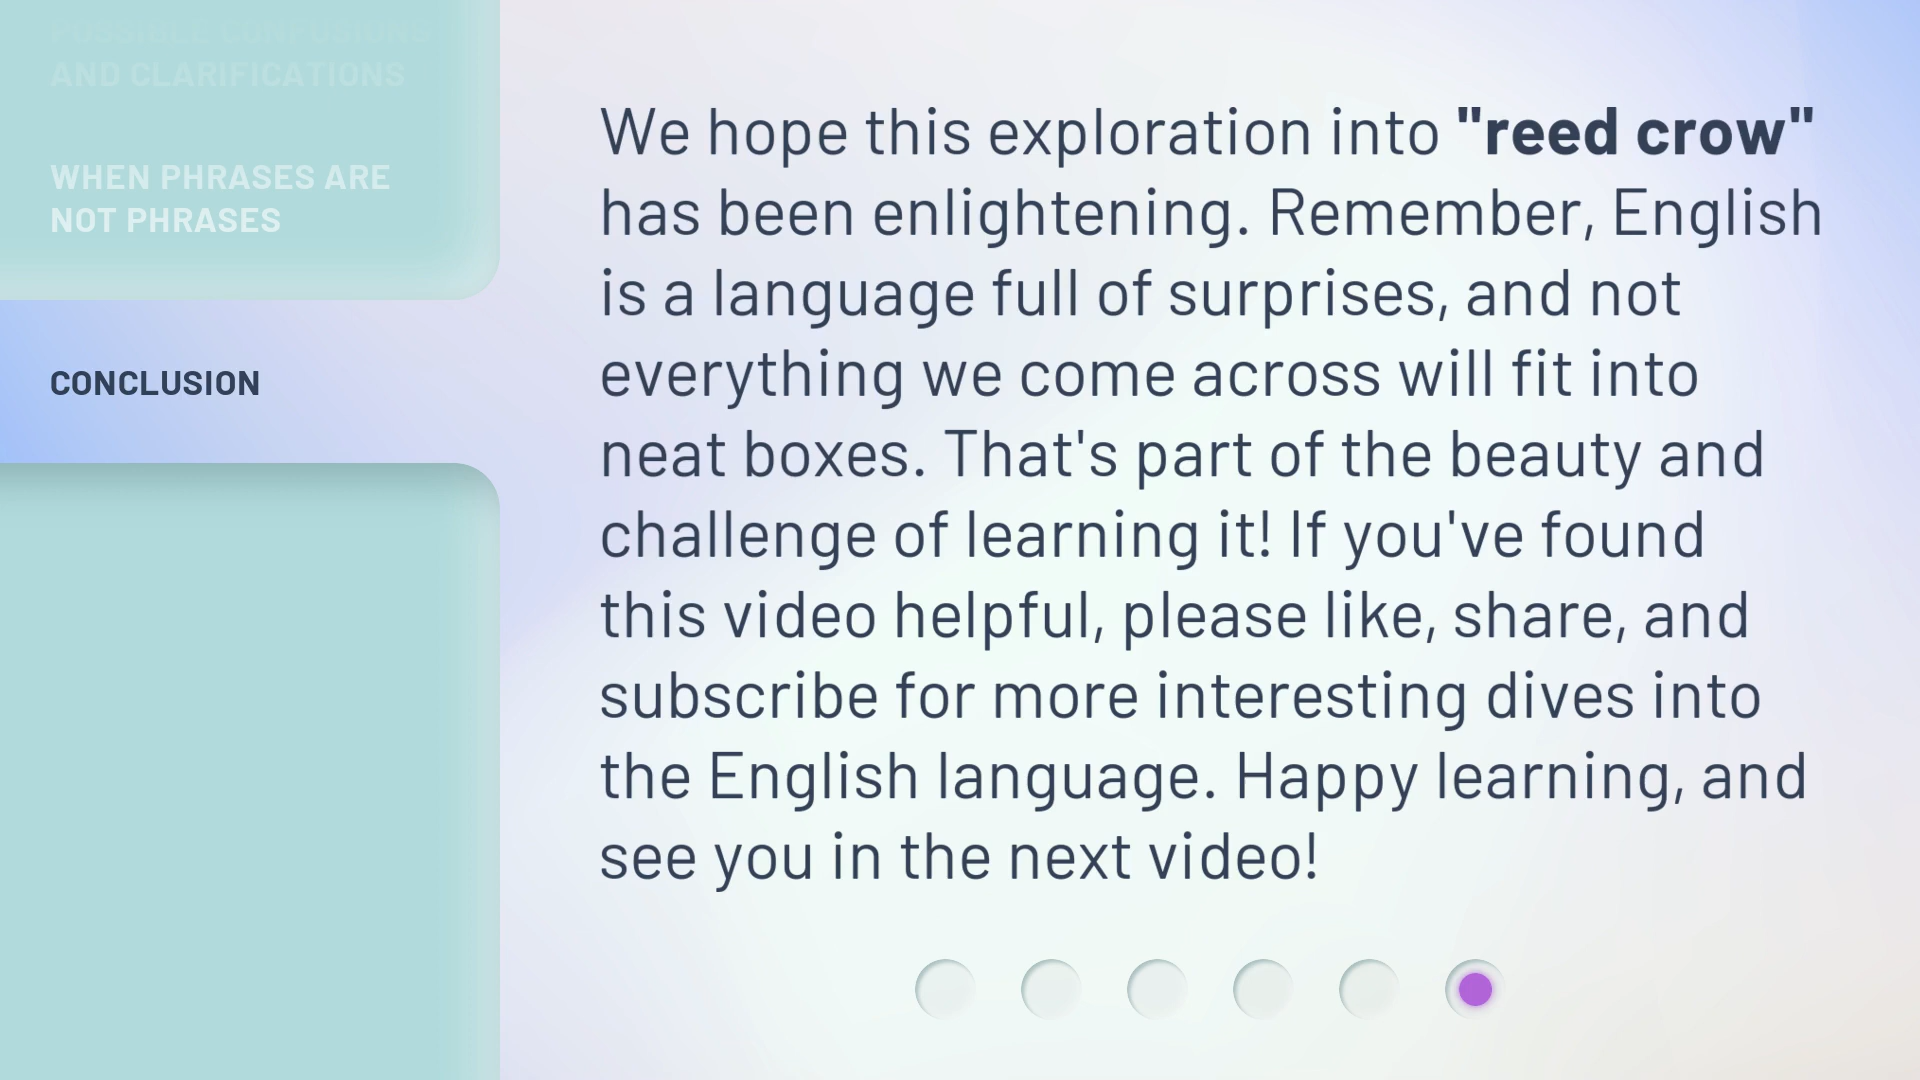 POSSIBLE CONFUSIONS
AND CLARIFICATIONS
WHEN PHRASES ARE
NOT PHRASES
CONCLUSION
We hope this exploration into "reed crow"
has been enlightening. Remember, English
is a language full of surprises, and not
everything we come across will fit into
neat boxes. That's part of the beauty and
challenge of learning it! If you've found
this video helpful, please like, share, and
subscribe for more interesting dives into
the English language. Happy learning, and
see you in the next video!